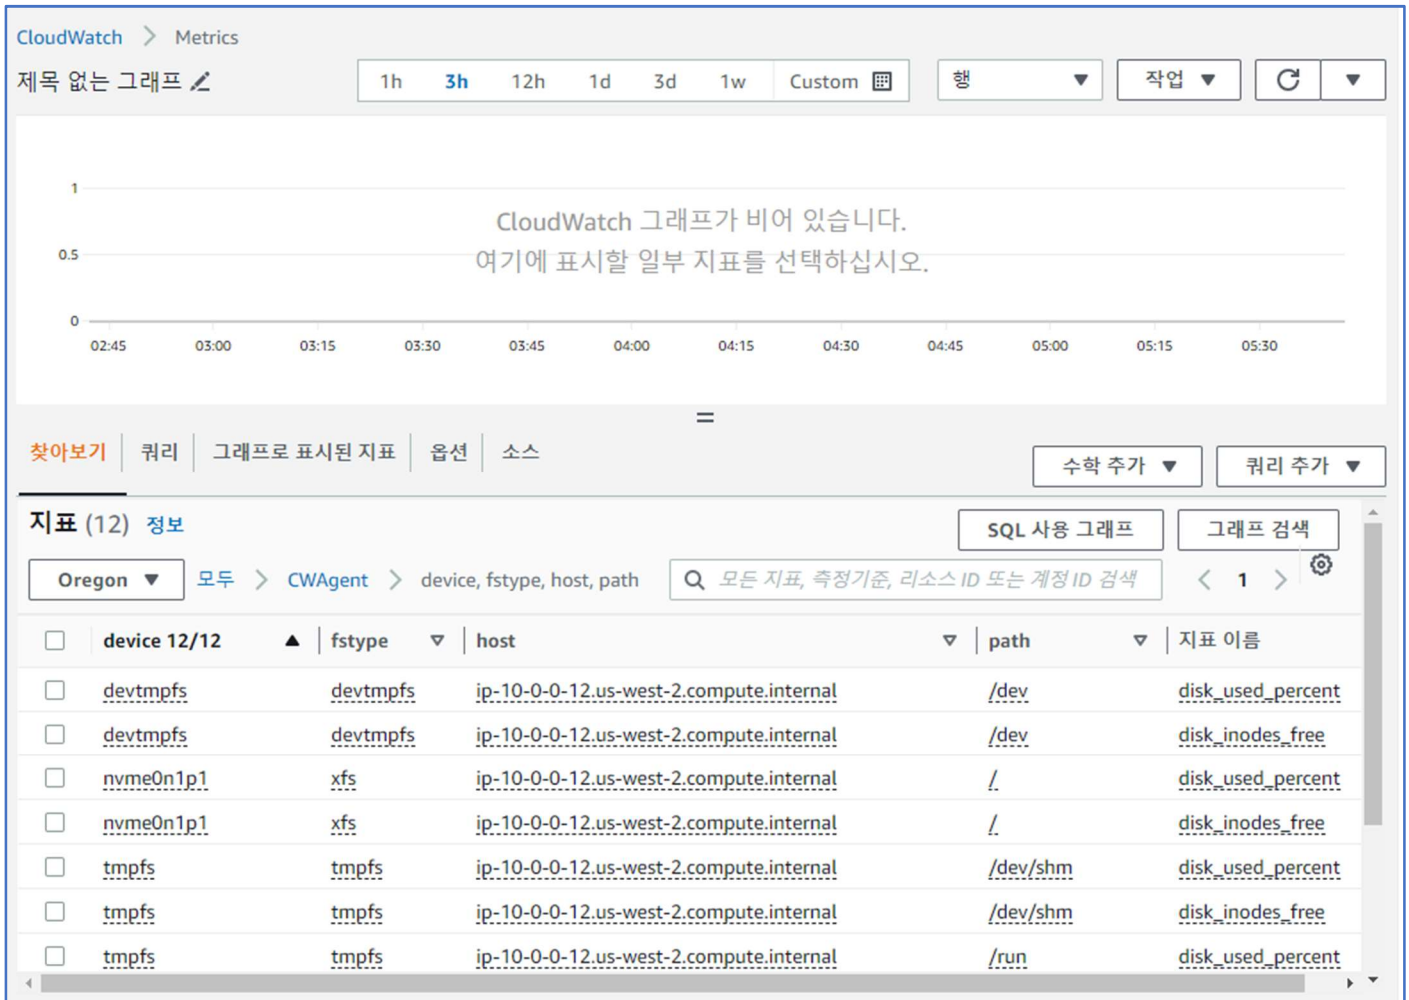 CloudWatch > Metrics
제목 없는 그래프
1h 3h 12h 1d 3d 1w Custom
행
작업
1
0.5
0
CloudWatch 그래프가 비어 있습니다.
여기에 표시할 일부 지표를 선택하십시오.
02:45 03:00 03:15 03:30 03:45 04:00 04:15 04:30 04:45 05:00 05:15 05:30
찾아보기 쿼리 그래프로 표시된 지표 옵션 소스
수학 추가 쿼리 추가
지표 (12) 정보
SQL 사용 그래프 그래프 검색
Oregon 모두 > CWAgent > device, fstype, host, path
모든 지표, 측정기준, 리소스 ID 또는 계정 ID 검색
< 1 >
device 12/12 fstype host path 지표 이름
devtmpfs devtmpfs ip-10-0-0-12.us-west-2.compute.internal /dev disk_used_percent
devtmpfs devtmpfs ip-10-0-0-12.us-west-2.compute.internal /dev disk_inodes_free
nvme0n1p1 xfs ip-10-0-0-12.us-west-2.compute.internal / disk_used_percent
nvme0n1p1 xfs ip-10-0-0-12.us-west-2.compute.internal / disk_inodes_free
tmpfs tmpfs ip-10-0-0-12.us-west-2.compute.internal /dev/shm disk_used_percent
tmpfs tmpfs ip-10-0-0-12.us-west-2.compute.internal /dev/shm disk_inodes_free
tmpfs tmpfs ip-10-0-0-12.us-west-2.compute.internal /run disk_used_percent